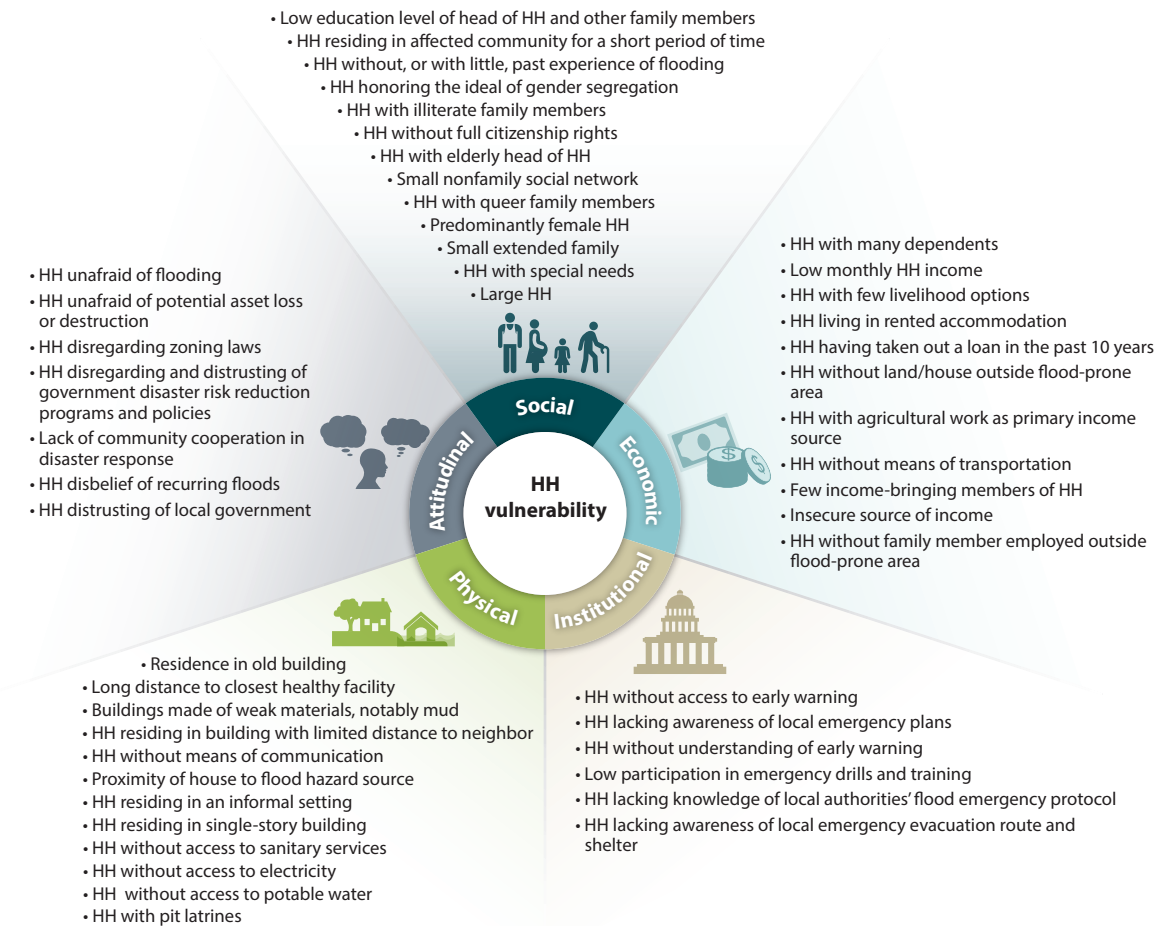 • Low education level of head of HH and other family members
• HH residing in affected community for a short period of time
• HH without, or with little, past experience of flooding
• HH honoring the ideal of gender segregation
• HH with illiterate family members
• HH without full citizenship rights
• HH with elderly head of HH
• Small nonfamily social network
• HH with queer family members
• Predominantly female HH
• Small extended family
• HH with special needs
• Large HH
• HH unafraid of flooding
• HH unafraid of potential asset loss
or destruction
• HH disregarding zoning laws
• HH disregarding and distrusting of
government disaster risk reduction
programs and policies
• Lack of community cooperation in
disaster response
• HH disbelief of recurring floods
• HH distrusting of local government
• HH with many dependents
• Low monthly HH income
• HH with few livelihood options
• HH living in rented accommodation
• HH having taken out a loan in the past 10 years
• HH without land/house outside flood-prone
area
• HH with agricultural work as primary income
source
• HH without means of transportation
• Few income-bringing members of HH
• Insecure source of income
• HH without family member employed outside
flood-prone area
$
$
Social
Attitudinal
Economic
HH
vulnerability
Physical
Institutional
• Residence in old building
• Long distance to closest healthy facility
• Buildings made of weak materials, notably mud
• HH residing in building with limited distance to neighbor
• HH without means of communication
• Proximity of house to flood hazard source
• HH residing in an informal setting
• HH residing in single-story building
• HH without access to sanitary services
• HH without access to electricity
• HH  without access to potable water
• HH with pit latrines
• HH without access to early warning
• HH lacking awareness of local emergency plans
• HH without understanding of early warning
• Low participation in emergency drills and training
• HH lacking knowledge of local authorities’ flood emergency protocol
• HH lacking awareness of local emergency evacuation route and
shelter